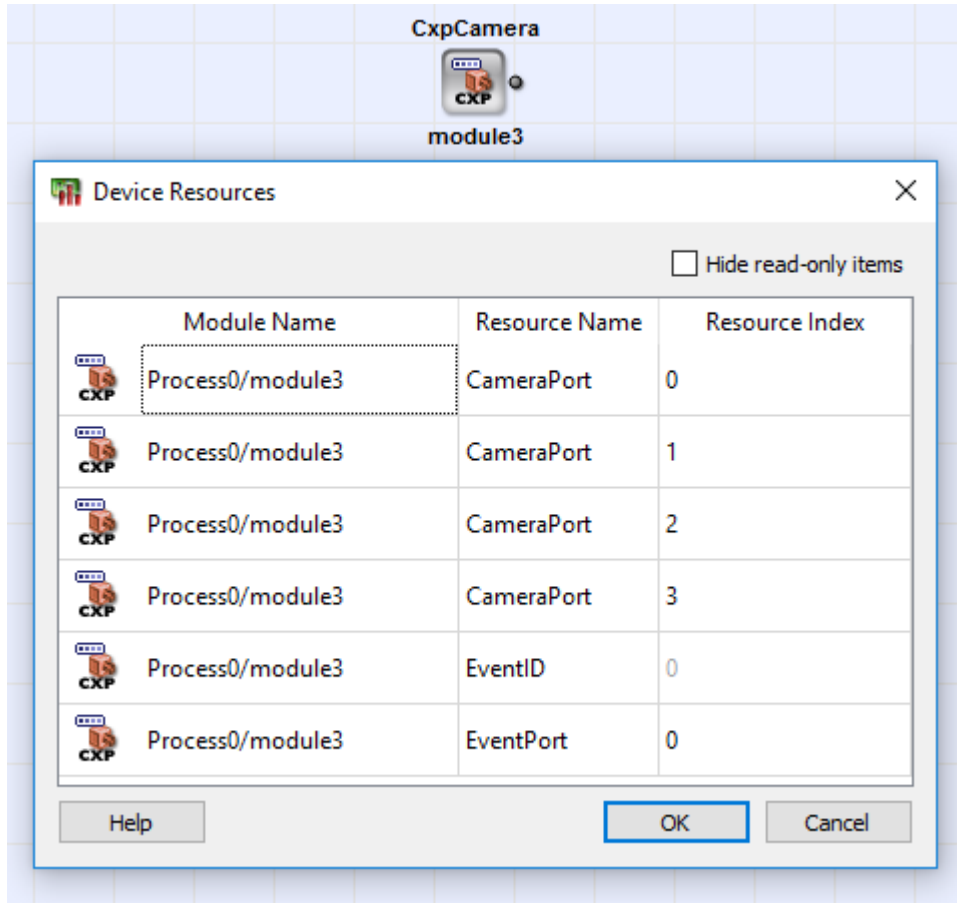 CxpCamera
CXP
module3
Device Resources
Hide read-only items
Module Name Resource Name Resource Index
CXP Process0/module3 CameraPort 0
CXP Process0/module3 CameraPort 1
CXP Process0/module3 CameraPort 2
CXP Process0/module3 CameraPort 3
CXP Process0/module3 EventID 0
CXP Process0/module3 EventPort 0
Help OK Cancel